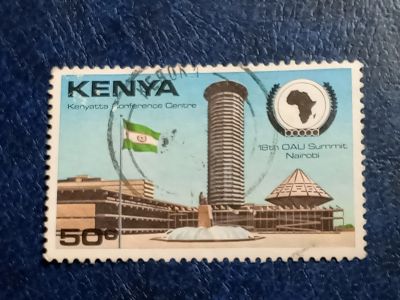 KENYA
Kenyatta Conference Centre
18th OAU Summit
Nairobi
50c